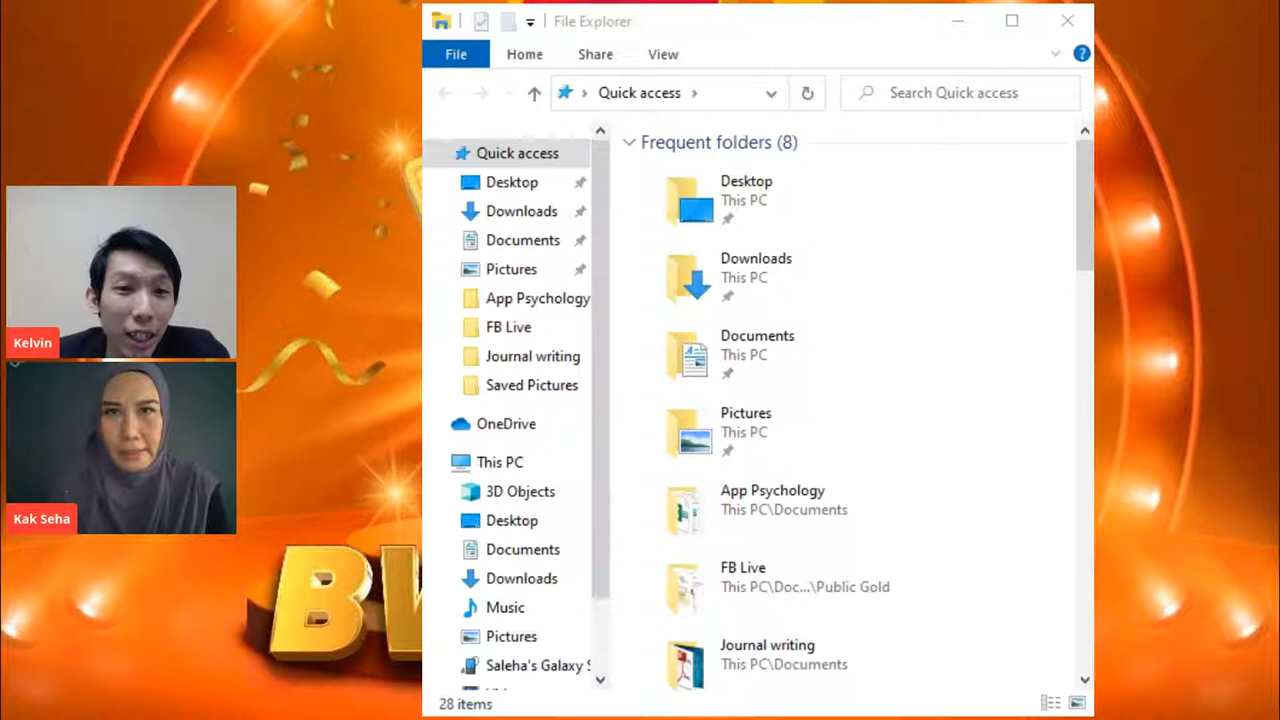 File Explorer
File Home Share View
Quick access
Search Quick access
Quick access
Desktop
Downloads
Documents
Pictures
App Psychology
FB Live
Journal writing
Saved Pictures
OneDrive
This PC
3D Objects
Desktop
Documents
Downloads
Music
Pictures
Saleha's Galaxy S
Frequent folders (8)
Desktop
This PC
Downloads
This PC
Documents
This PC
Pictures
This PC
App Psychology
This PC\Documents
FB Live
This PC\Doc...\Public Gold
Journal writing
This PC\Documents
28 items
Kelvin
Kak Seha